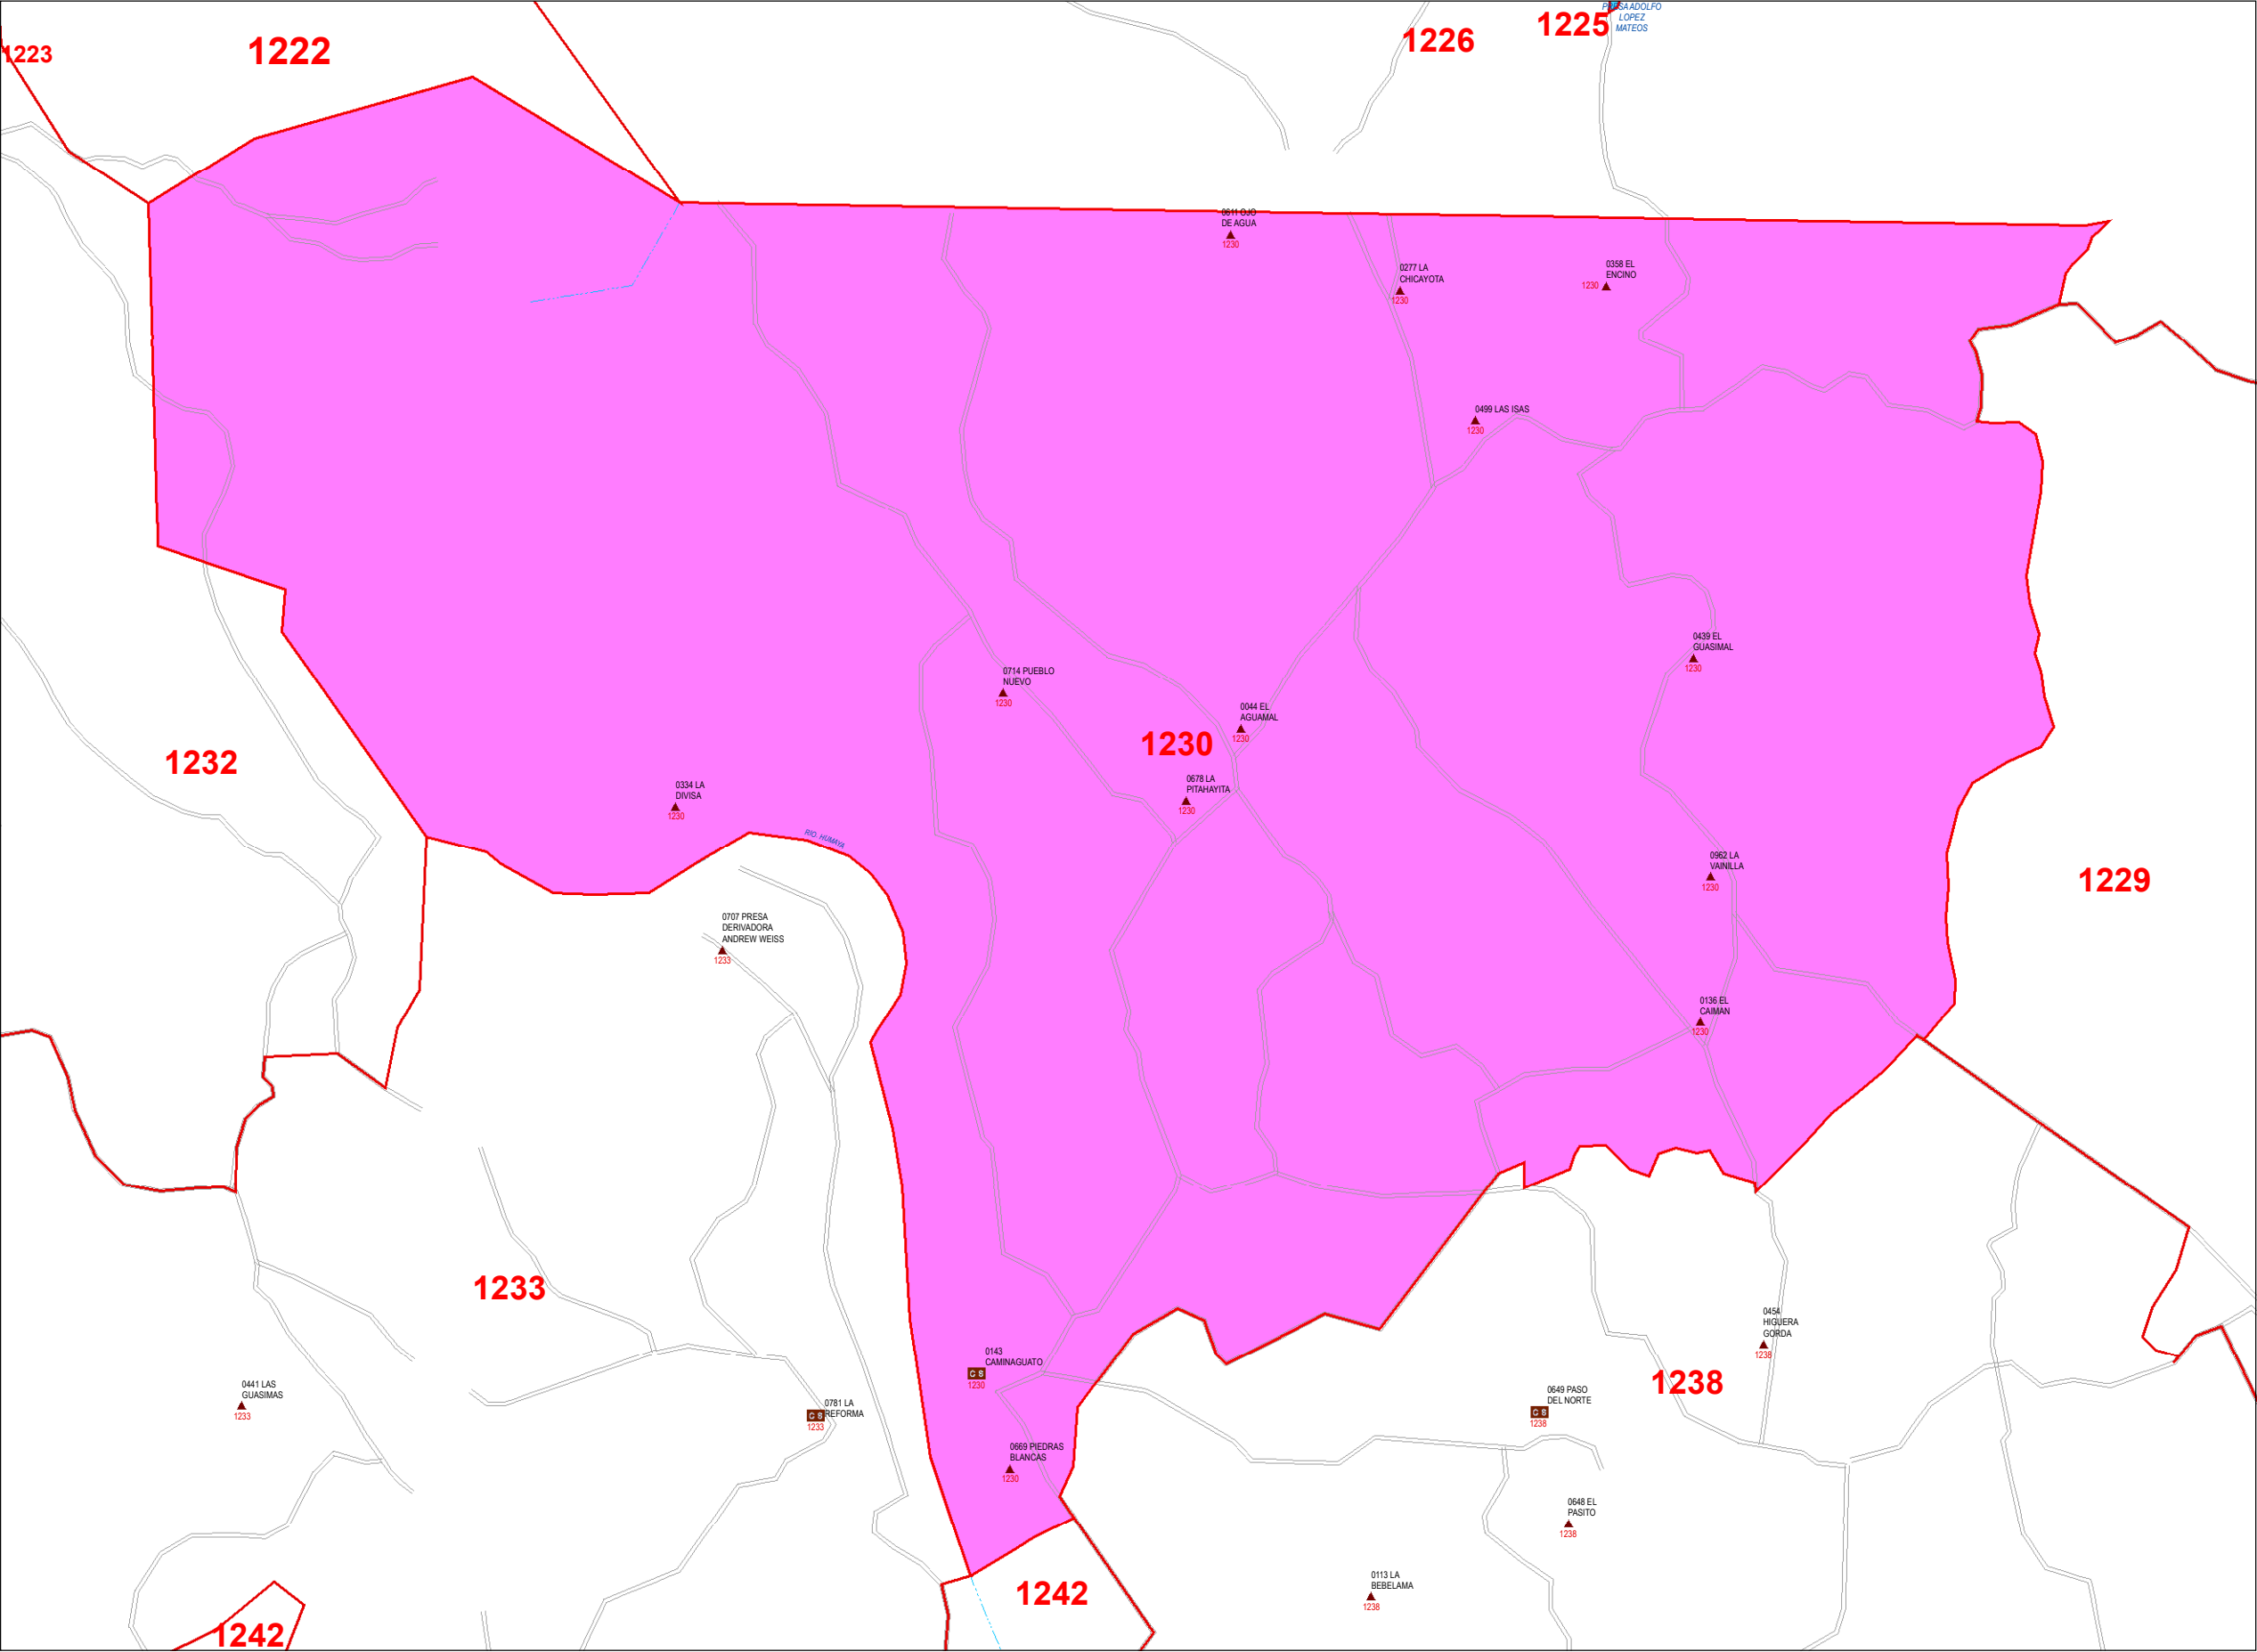 PRESA ADOLFO
LOPEZ
MATEOS
1225
1226
1222
1223
0611 OJO
DE AGUA
1230
0277 LA
CHICAYOTA
1230
0358 EL
ENCINO
1230
0499 LAS ISAS
1230
0439 EL
GUASIMAL
1230
0714 PUEBLO
NUEVO
1230
0044 EL
AGUAMAL
1230
1230
1232
0334 LA
DIVISA
1230
0678 LA
PITAHAYITA
1230
RIO. HUMAYA
0962 LA
VAINILLA
1230
1229
0707 PRESA
DERIVADORA
ANDREW WEISS
1233
0136 EL
CAIMAN
1230
1233
0454
HIGUERA
GORDA
1238
0143
CAMINAGUATO
C S
1230
1238
0441 LAS
GUASIMAS
1233
0781 LA
C S REFORMA
1233
0649 PASO
DEL NORTE
C S
1238
0669 PIEDRAS
BLANCAS
1230
0648 EL
PASITO
1238
0113 LA
BEBELAMA
1238
1242
1242